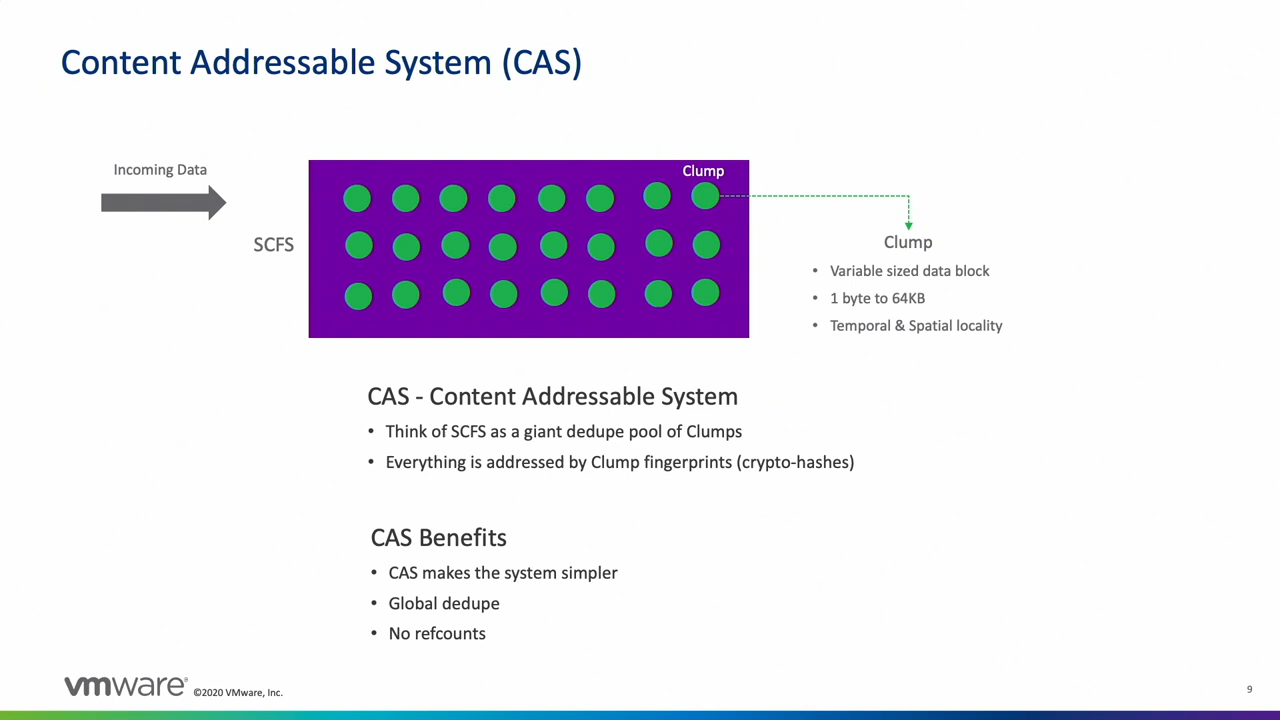 Content Addressable System (CAS)
Incoming Data
SCFS
Clump
Clump
• Variable sized data block
• 1 byte to 64KB
• Temporal & Spatial locality
CAS - Content Addressable System
• Think of SCFS as a giant dedupe pool of Clumps
• Everything is addressed by Clump fingerprints (crypto-hashes)
CAS Benefits
• CAS makes the system simpler
• Global dedupe
• No refcounts
vmware®
©2020 VMware, Inc.
9